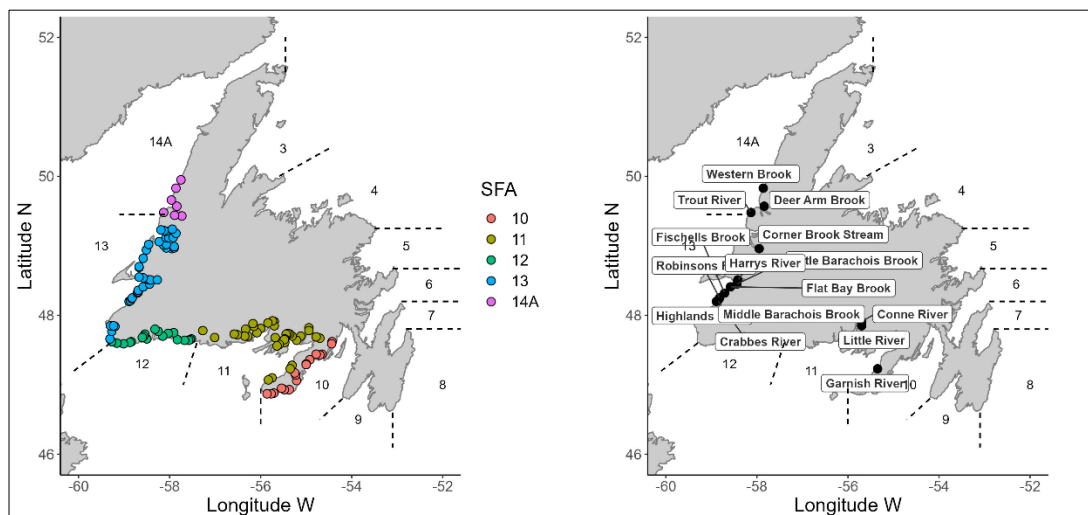 Latitude N
52
50
48
46
14A
3
4
13
5
6
7
12
11
10
8
9
-60
-58
-56
-54
-52
Longitude W
SFA
10
11
12
13
14A
Latitude N
52
50
48
46
14A
3
Western Brook
4
Trout River
Deer Arm Brook
Fischells Brook
13
Corner Brook Stream
5
Robinsons
Harrys River
Barachois Brook
6
Flat Bay Brook
Highlands
Middle Barachois Brook
Conne River
7
Crabbes River
Little River
12
11
Garnish River
10
8
9
-60
-58
-56
-54
-52
Longitude W